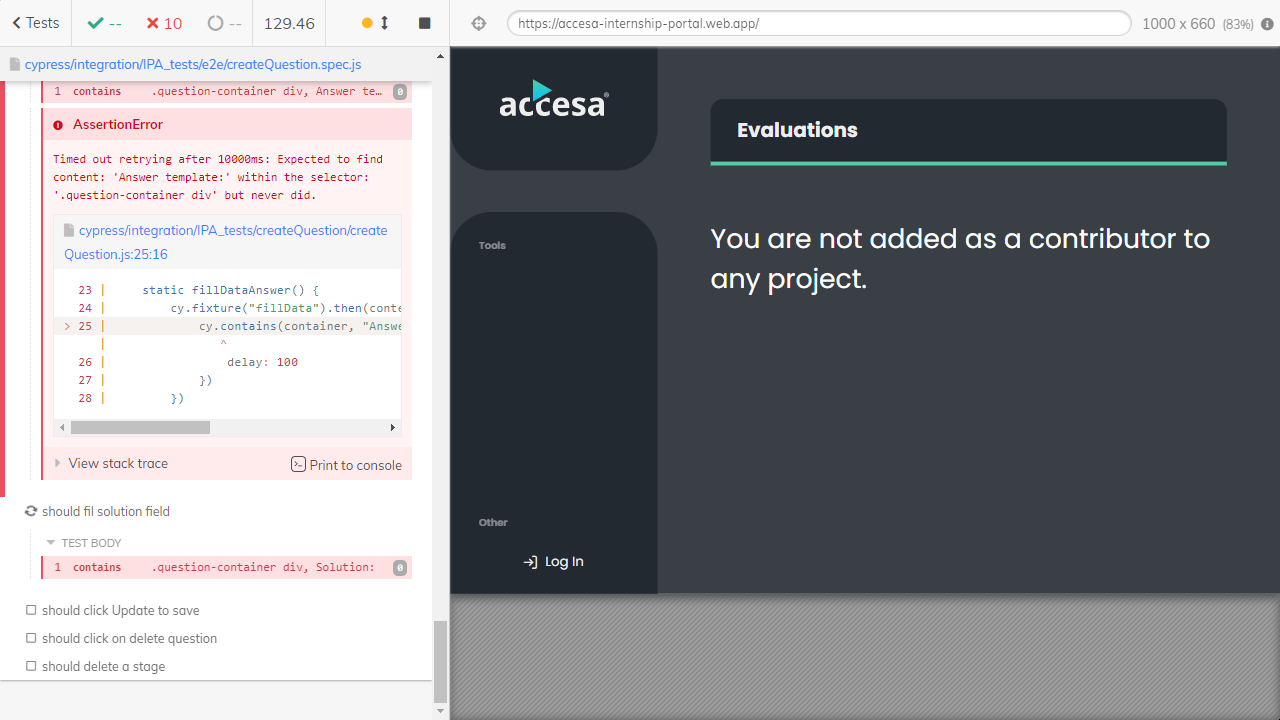 Tests
--
10
--
129.46
https://accesa-internship-portal.web.app/
1000 x 660 (83%)
cypress/integration/IPA_tests/e2e/createQuestion.spec.js
1 contains .question-container div, Answer te… 0
AssertionError
Timed out retrying after 10000ms: Expected to find
content: 'Answer template:' within the selector:
'.question-container div' but never did.
cypress/integration/IPA_tests/createQuestion/create
Question.js:25:16
23 | static fillDataAnswer() {
24 | cy.fixture("fillData").then(conte
> 25 | cy.contains(container, "Answe
| ^
26 | delay: 100
27 | })
28 | })
View stack trace
Print to console
should fil solution field
TEST BODY
1 contains .question-container div, Solution: 0
should click Update to save
should click on delete question
should delete a stage
accesa®
Evaluations
You are not added as a contributor to
any project.
Tools
Other
Log In